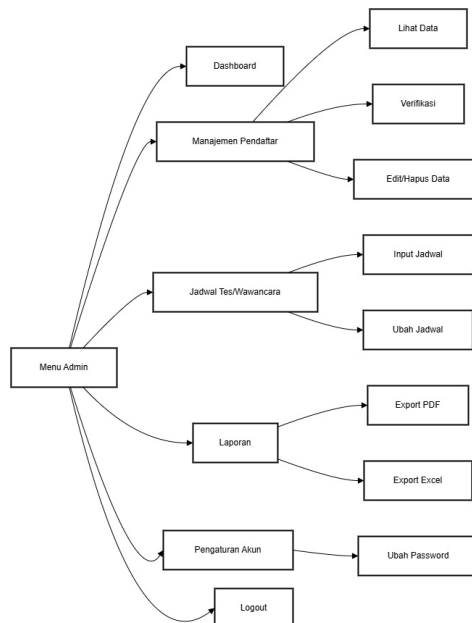 Lihat Data
Dashboard
Verifikasi
Manajemen Pendaftar
Edit/Hapus Data
Input Jadwal
Jadwal Tes/Wawancara
Ubah Jadwal
Menu Admin
Export PDF
Laporan
Export Excel
Pengaturan Akun
Ubah Password
Logout